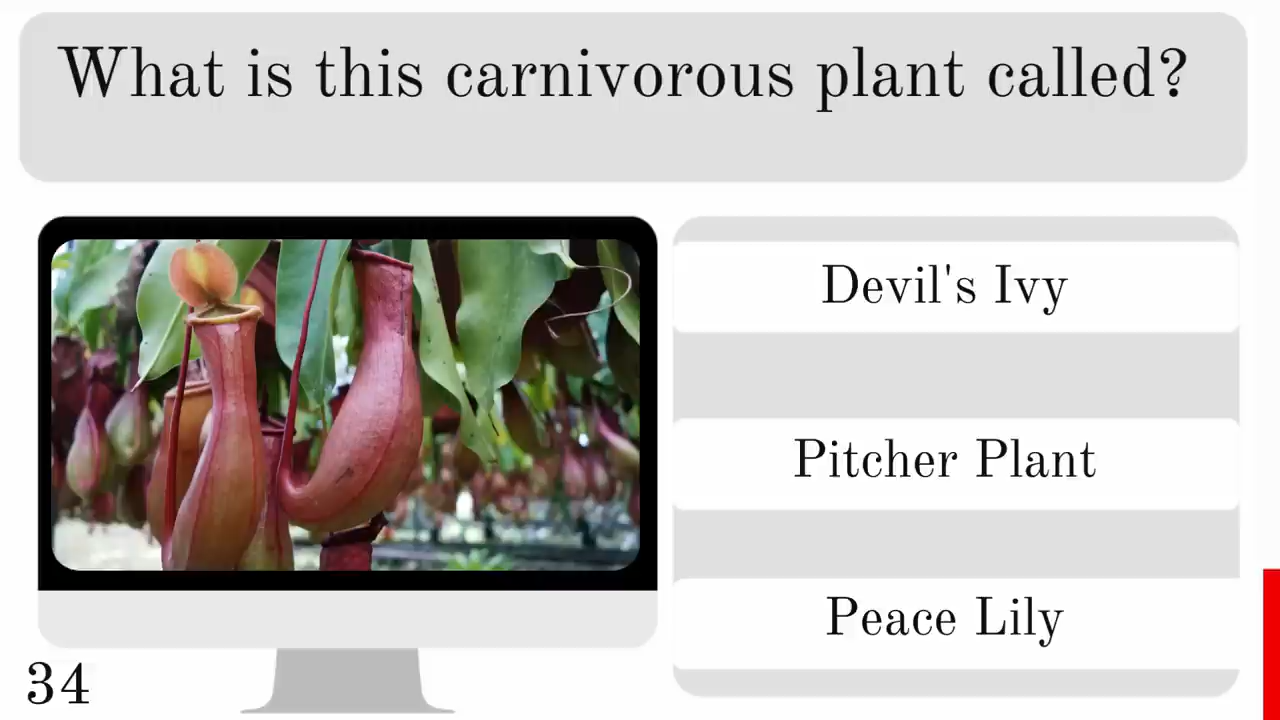 What is this carnivorous plant called?
Devil's Ivy
Pitcher Plant
Peace Lily
34